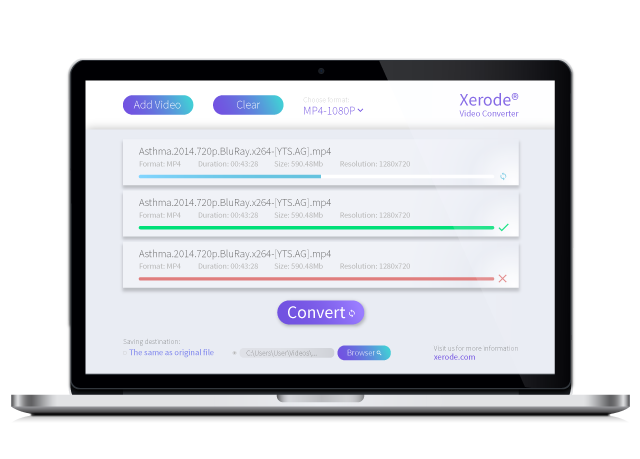 Add Video
Clear
Choose format:
MP4-1080P
Xerode®
Video Converter
Asthma.2014.720p.BluRay.x264-[YTS.AG].mp4
Format: MP4 Duration: 00:43:28 Size: 590.48Mb Resolution: 1280x720
Asthma.2014.720p.BluRay.x264-[YTS.AG].mp4
Format: MP4 Duration: 00:43:28 Size: 590.48Mb Resolution: 1280x720
Asthma.2014.720p.BluRay.x264-[YTS.AG].mp4
Format: MP4 Duration: 00:43:28 Size: 590.48Mb Resolution: 1280x720
Convert
Saving destination:
The same as original file
C:\Users\User\Videos\...
Browser
Visit us for more information
xerode.com